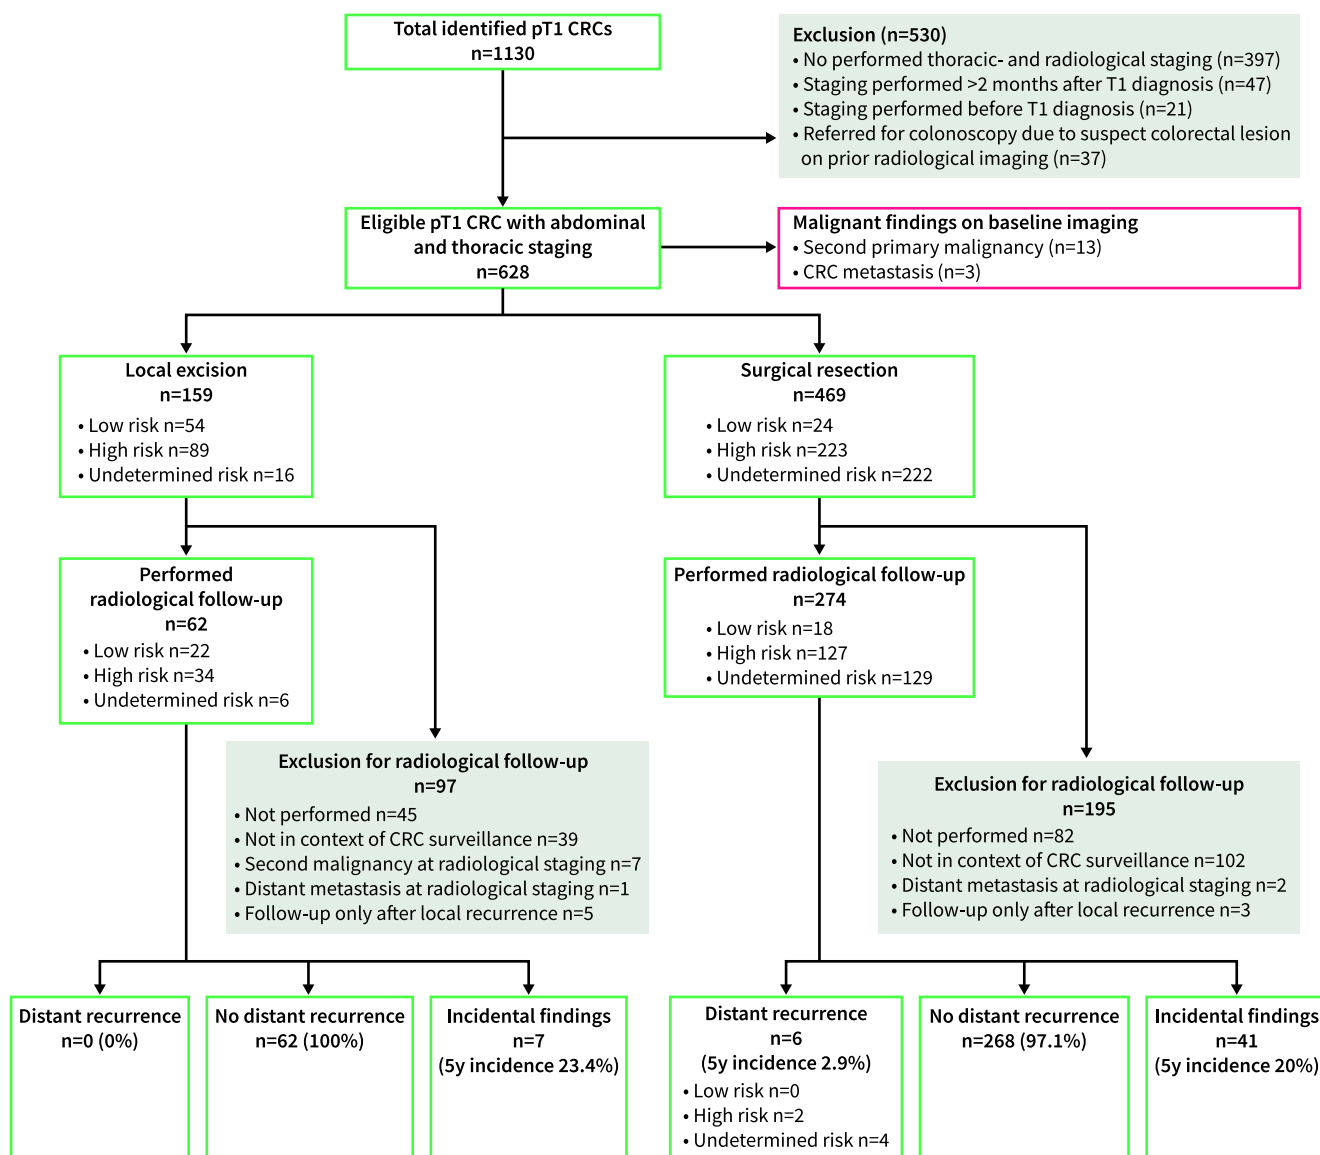 Total identified pT1 CRCs
n=1130
Exclusion (n=530)
• No performed thoracic- and radiological staging (n=397)
• Staging performed >2 months after T1 diagnosis (n=47)
• Staging performed before T1 diagnosis (n=21)
• Referred for colonoscopy due to suspect colorectal lesion
on prior radiological imaging (n=37)
Eligible pT1 CRC with abdominal
and thoracic staging
n=628
Malignant findings on baseline imaging
• Second primary malignancy (n=13)
• CRC metastasis (n=3)
Local excision
n=159
• Low risk n=54
• High risk n=89
• Undetermined risk n=16
Surgical resection
n=469
• Low risk n=24
• High risk n=223
• Undetermined risk n=222
Performed
radiological follow-up
n=62
• Low risk n=22
• High risk n=34
• Undetermined risk n=6
Performed radiological follow-up
n=274
• Low risk n=18
• High risk n=127
• Undetermined risk n=129
Exclusion for radiological follow-up
n=97
• Not performed n=45
• Not in context of CRC surveillance n=39
• Second malignancy at radiological staging n=7
• Distant metastasis at radiological staging n=1
• Follow-up only after local recurrence n=5
Exclusion for radiological follow-up
n=195
• Not performed n=82
• Not in context of CRC surveillance n=102
• Distant metastasis at radiological staging n=2
• Follow-up only after local recurrence n=3
Distant recurrence
n=0 (0%)
No distant recurrence
n=62 (100%)
Incidental findings
n=7
(5y incidence 23.4%)
Distant recurrence
n=6
(5y incidence 2.9%)
• Low risk n=0
• High risk n=2
• Undetermined risk n=4
No distant recurrence
n=268 (97.1%)
Incidental findings
n=41
(5y incidence 20%)